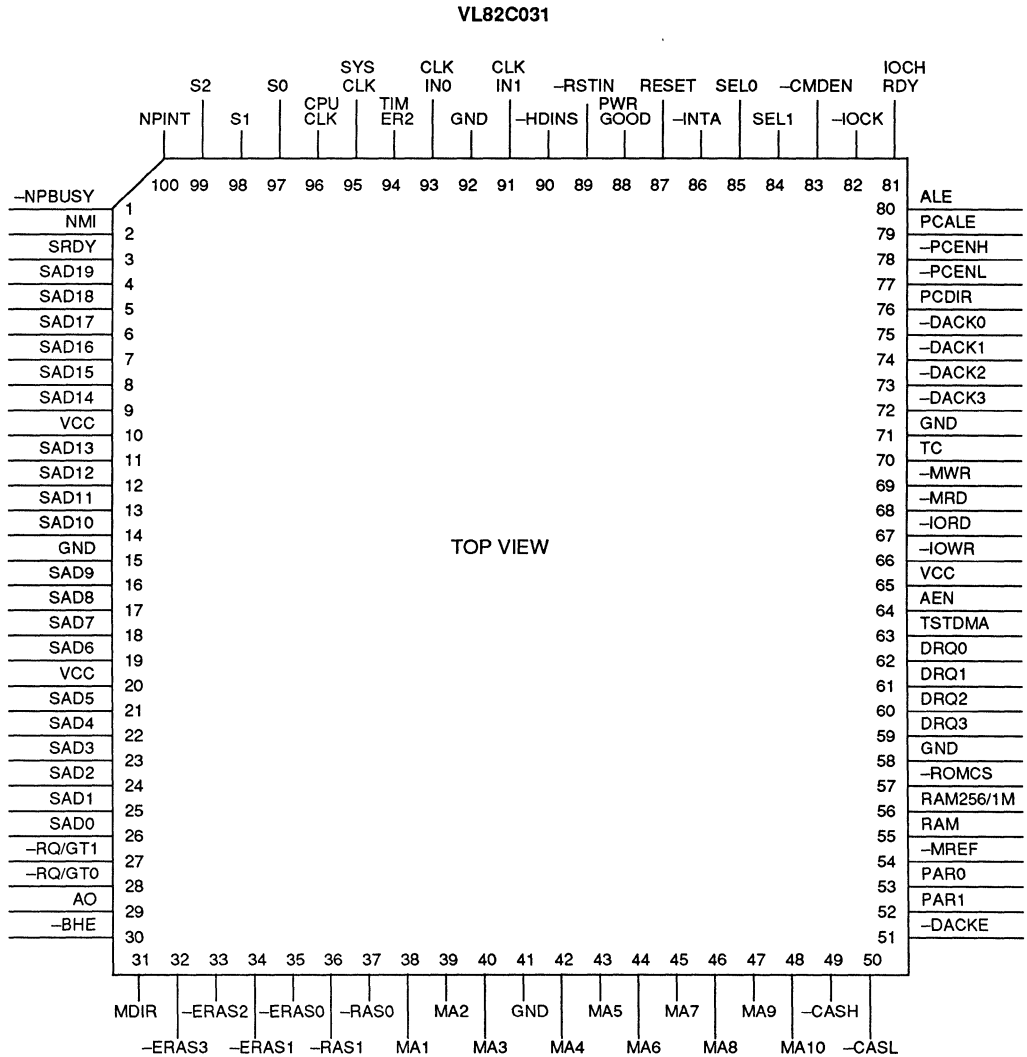 VL82C031
IOCH
SYS CLK CLK
S2 S0 CLK IN0 IN1 –RSTIN RESET SEL0 –CMDEN RDY
CPU TIM PWR
NPINT S1 CLK ER2 GND –HDINS GOOD –INTA SEL1 –IOCK
100 99 98 97 96 95 94 93 92 91 90 89 88 87 86 85 84 83 82 81
–NPBUSY 1 80 ALE
NMI 2 79 PCALE
SRDY 3 78 –PCENH
SAD19 4 77 –PCENL
SAD18 5 76 PCDIR
SAD17 6 75 –DACK0
SAD16 7 74 –DACK1
SAD15 8 73 –DACK2
SAD14 9 72 –DACK3
VCC 10 71 GND
SAD13 11 70 TC
SAD12 12 69 –MWR
SAD11 13 68 –MRD
SAD10 14 67 –IORD
GND 15 66 –IOWR
TOP VIEW
SAD9 16 65 VCC
SAD8 17 64 AEN
SAD7 18 63 TSTDMA
SAD6 19 62 DRQ0
VCC 20 61 DRQ1
SAD5 21 60 DRQ2
SAD4 22 59 DRQ3
SAD3 23 58 GND
SAD2 24 57 –ROMCS
SAD1 25 56 RAM256/1M
SAD0 26 55 RAM
–RQ/GT1 27 54 –MREF
–RQ/GT0 28 53 PAR0
AO 29 52 PAR1
–BHE 30 51 –DACKE
31 32 33 34 35 36 37 38 39 40 41 42 43 44 45 46 47 48 49 50
MDIR –ERAS2 –ERAS0 –RAS0 MA2 GND MA5 MA7 MA9 –CASH
–ERAS3 –ERAS1 –RAS1 MA1 MA3 MA4 MA6 MA8 MA10 –CASL